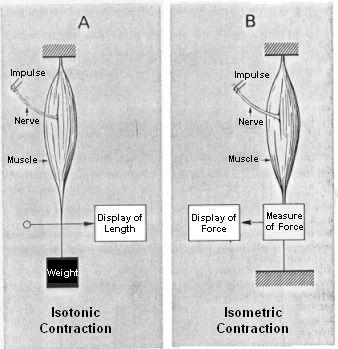 A
Impulse
Nerve
Muscle
Display of
Length
Weight
Isotonic
Contraction
B
Impulse
Nerve
Muscle
Display of
Force
Measure
of Force
Isometric
Contraction